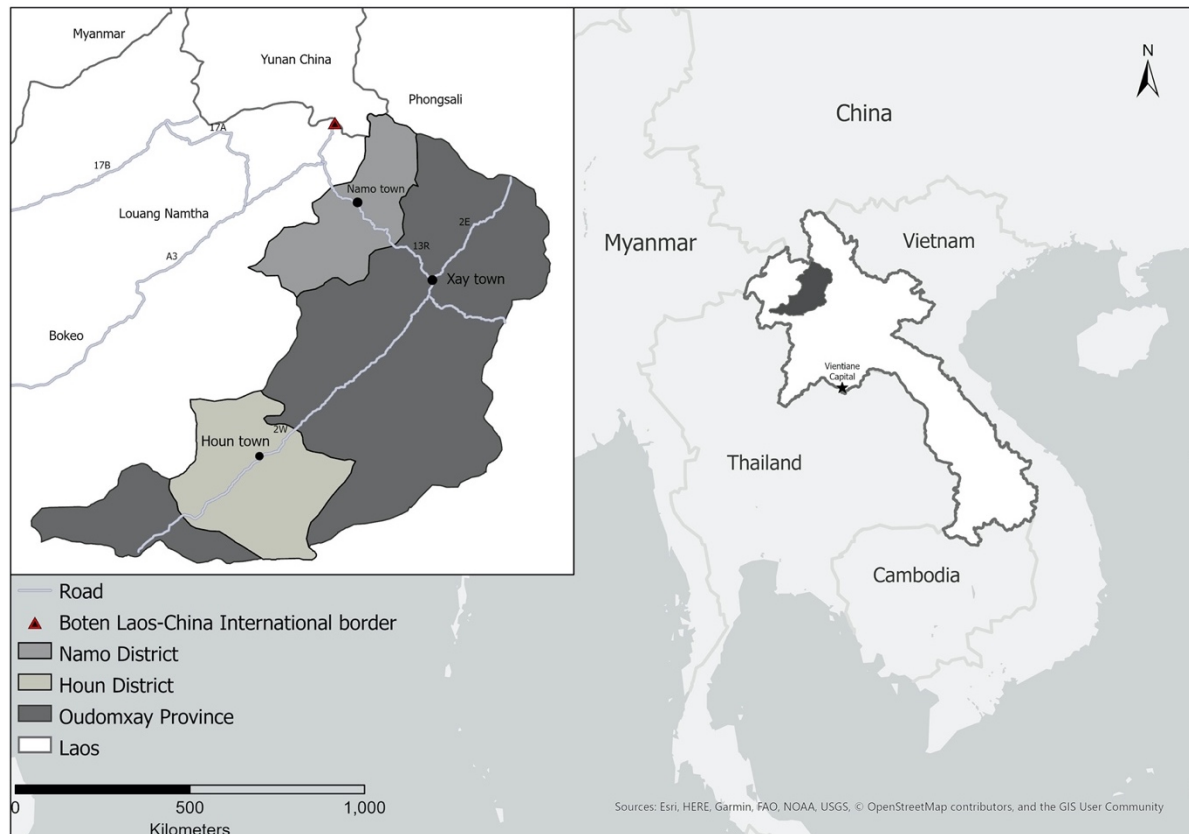 Myanmar
Yunan China
Phongsali
17A
17B
Namo town
Louang Namtha
2E
13R
A3
Xay town
Bokeo
2W
Houn town
N
China
Myanmar
Vietnam
Vientiane
Capital
Thailand
Cambodia
Road
Boten Laos-China International border
Namo District
Houn District
Oudomxay Province
Laos
0 500 1,000
Kilometers
Sources: Esri, HERE, Garmin, FAO, NOAA, USGS, © OpenStreetMap contributors, and the GIS User Community